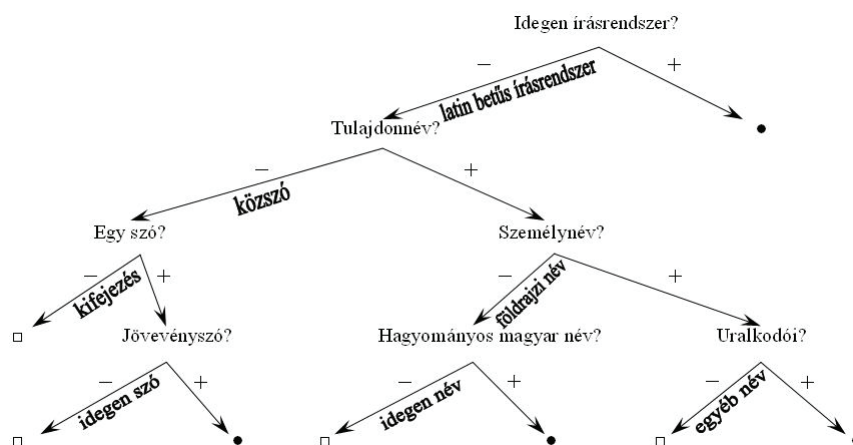 Idegen írásrendszer?
− +
latin betűs írásrendszer
Tulajdonnév?
− +
közszó
Egy szó? Személynév?
− + − +
kifejezés földrajzi név
Jövevényszó? Hagyományos magyar név? Uralkodói?
− + − + − +
idegen szó idegen név egyéb név